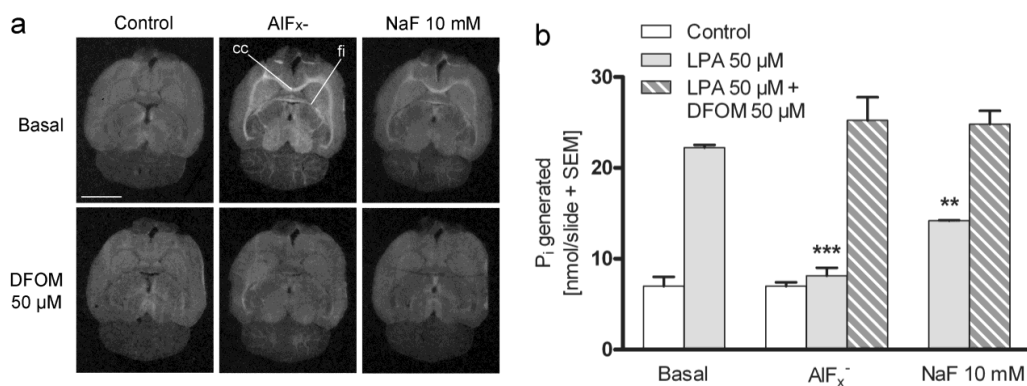 a
Control
AlFx-
NaF 10 mM
cc
fi
Basal
DFOM
50 µM
b
Control
LPA 50 µM
LPA 50 µM +
DFOM 50 µM
Pi generated
[nmol/slide + SEM]
30
20
10
0
***
**
Basal
AlFx-
NaF 10 mM